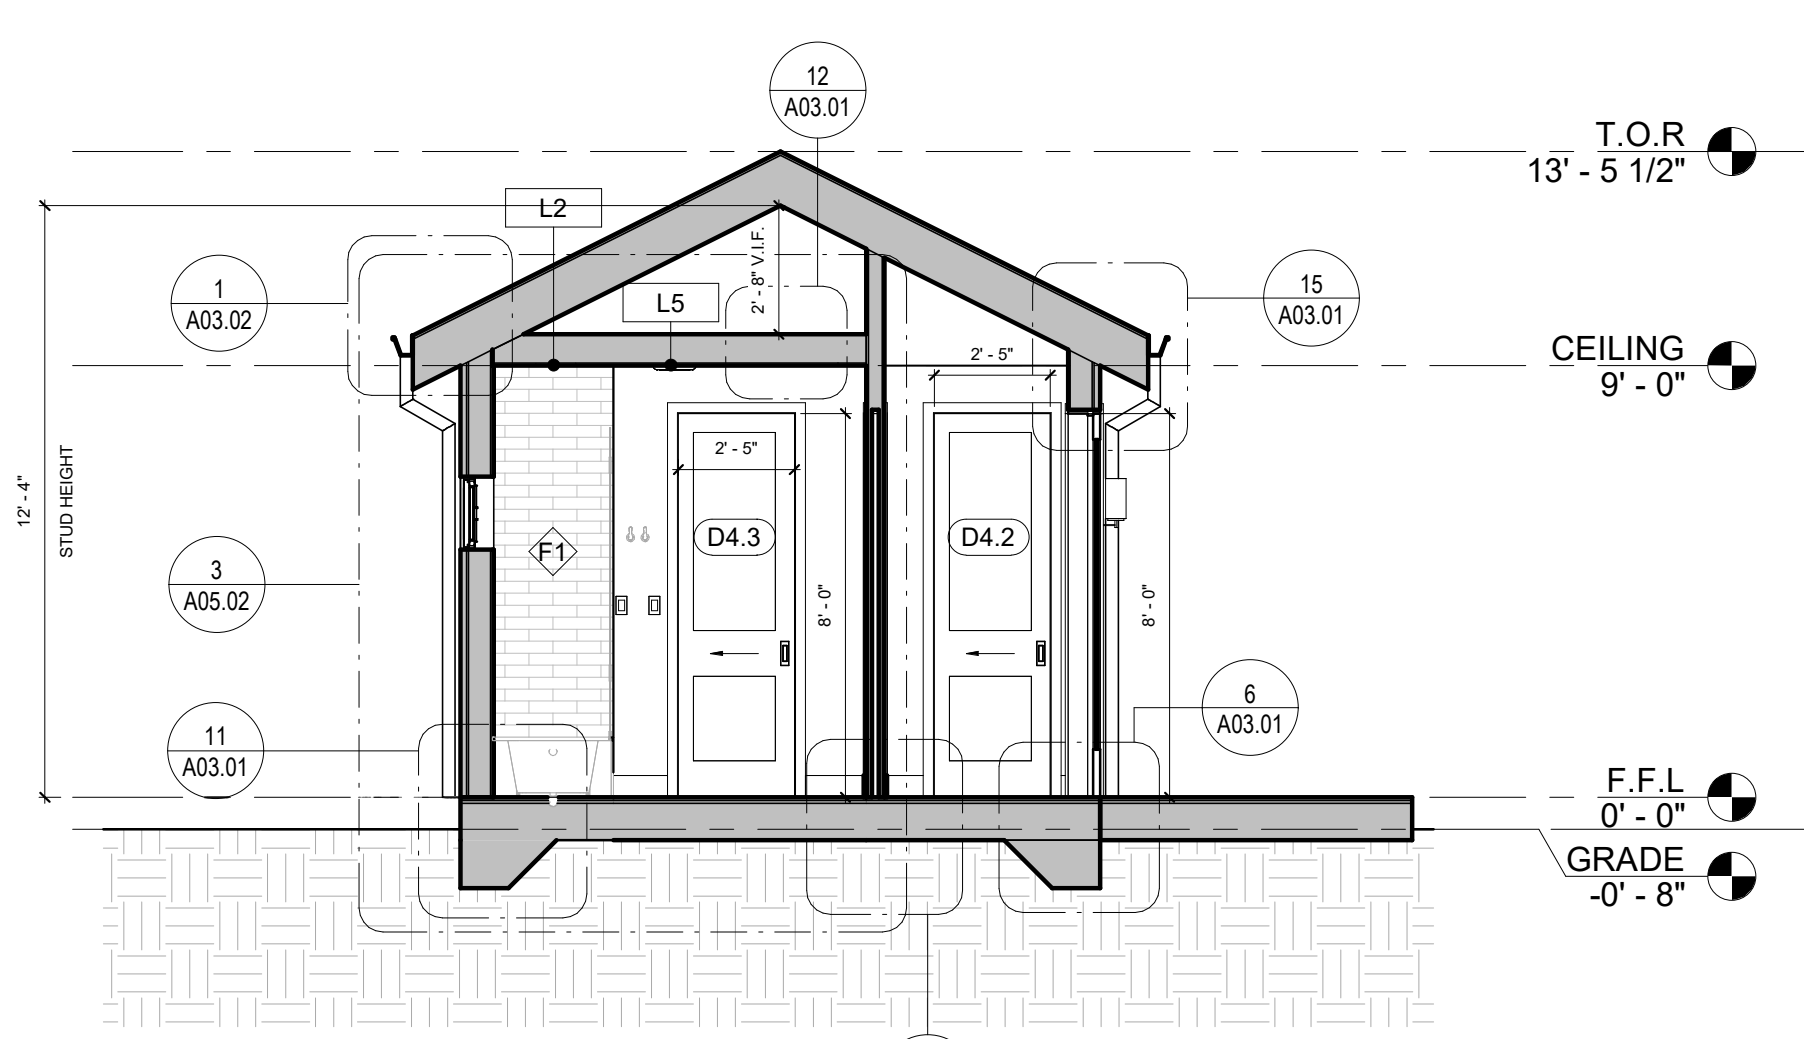 12
A03.01
T.O.R
13' - 5 1/2"
L2
2' - 8" V.I.F.
1
A03.02
L5
15
A03.01
CEILING
9' - 0"
2' - 5"
2' - 5"
12' - 4"
STUD HEIGHT
F1
D4.3
D4.2
3
A05.02
8' - 0"
8' - 0"
6
A03.01
11
A03.01
F.F.L
0' - 0"
GRADE
-0' - 8"